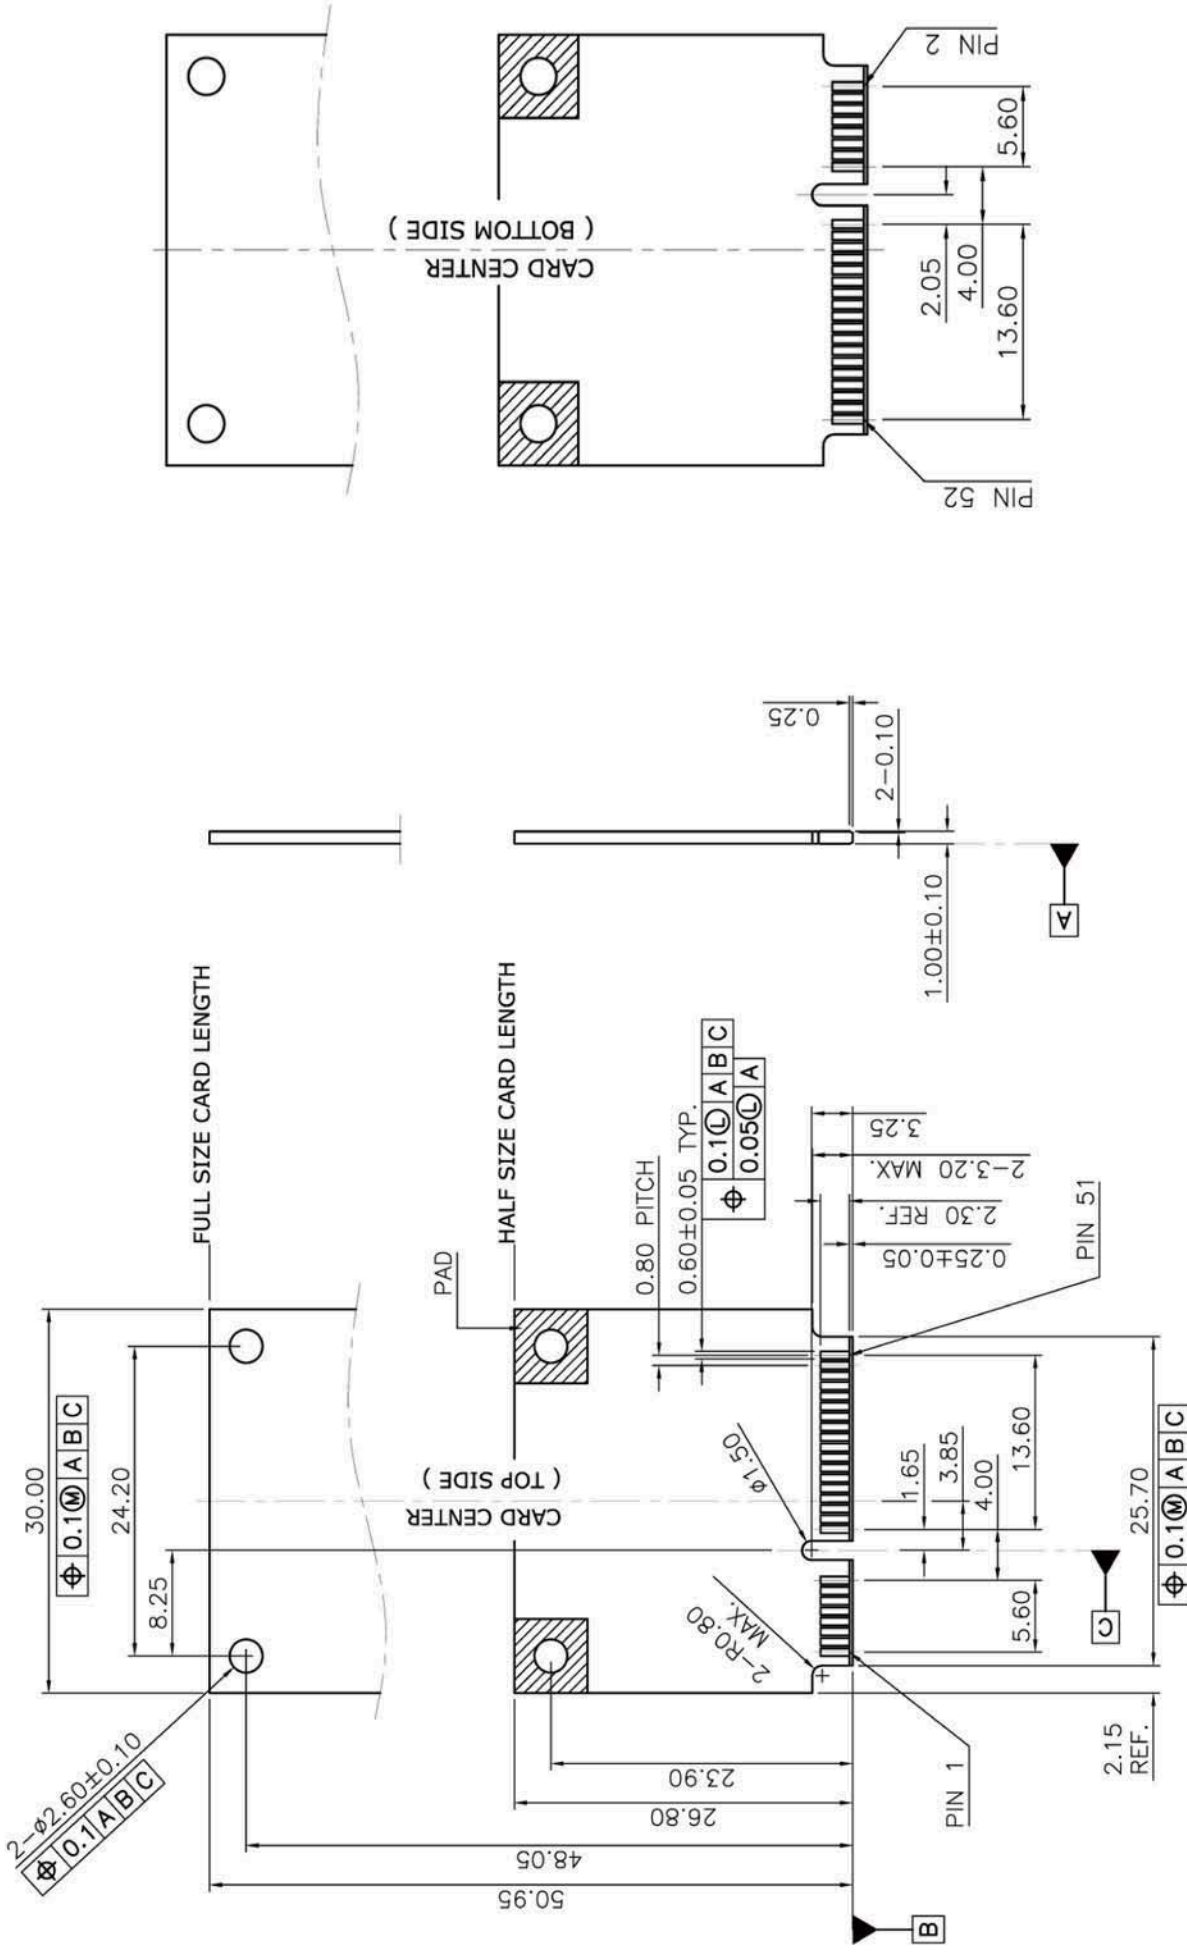 30.00
⌖ 0.1Ⓜ A B C
24.20
8.25
2-ø2.60±0.10
⌖ 0.1 A B C
FULL SIZE CARD LENGTH
HALF SIZE CARD LENGTH
PAD
CARD CENTER
( TOP SIDE )
0.80 PITCH
0.60±0.05 TYP.
⌖ 0.1Ⓛ A B C
0.05Ⓛ A
ø1.50
2-R0.80
MAX.
50.95
48.05
26.80
23.90
B
3.25
2-3.20 MAX.
2.30 REF.
0.25±0.05
PIN 51
PIN 1
1.65
3.85
4.00
13.60
5.60
C
25.70
⌖ 0.1Ⓜ A B C
2.15
REF.
0.25
2-0.10
1.00±0.10
A
CARD CENTER
( BOTTOM SIDE )
PIN 2
PIN 52
5.60
2.05
4.00
13.60